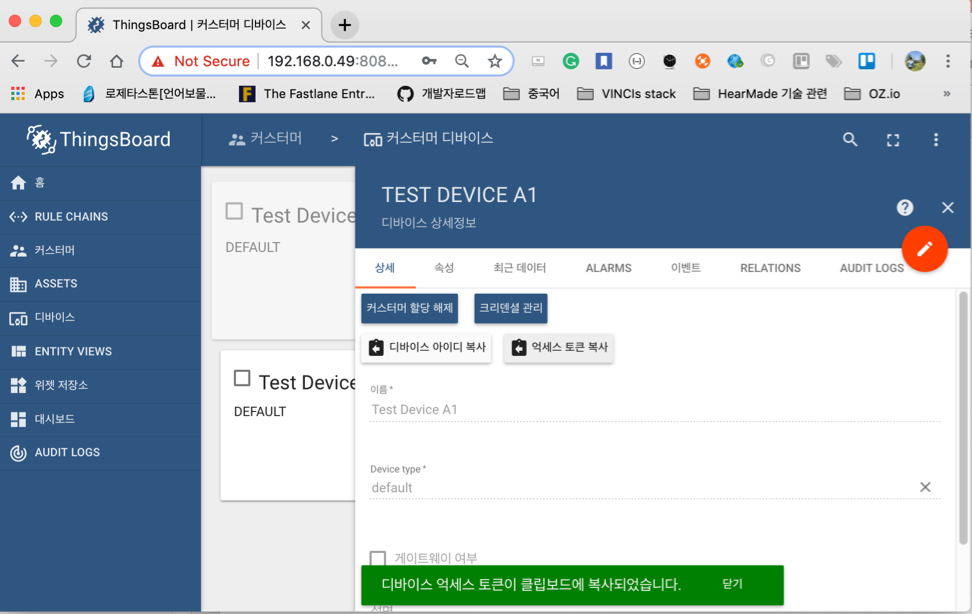 ThingsBoard | 커스터머 디바이스
Not Secure 192.168.0.49:808...
Apps 로제타스톤[언어보물... The Fastlane Entr... 개발자로드맵 중국어 VINCIs stack HearMade 기술 관련 OZ.io »
ThingsBoard
커스터머 > 커스터머 디바이스
홈
RULE CHAINS
커스터머
ASSETS
디바이스
ENTITY VIEWS
위젯 저장소
대시보드
AUDIT LOGS
Test Device
DEFAULT
Test Device
DEFAULT
TEST DEVICE A1
디바이스 상세정보
상세 속성 최근 데이터 ALARMS 이벤트 RELATIONS AUDIT LOGS
커스터머 할당 해제 크리덴셜 관리
디바이스 아이디 복사 억세스 토큰 복사
이름 *
Test Device A1
Device type *
default
게이트웨이 여부
디바이스 억세스 토큰이 클립보드에 복사되었습니다. 닫기